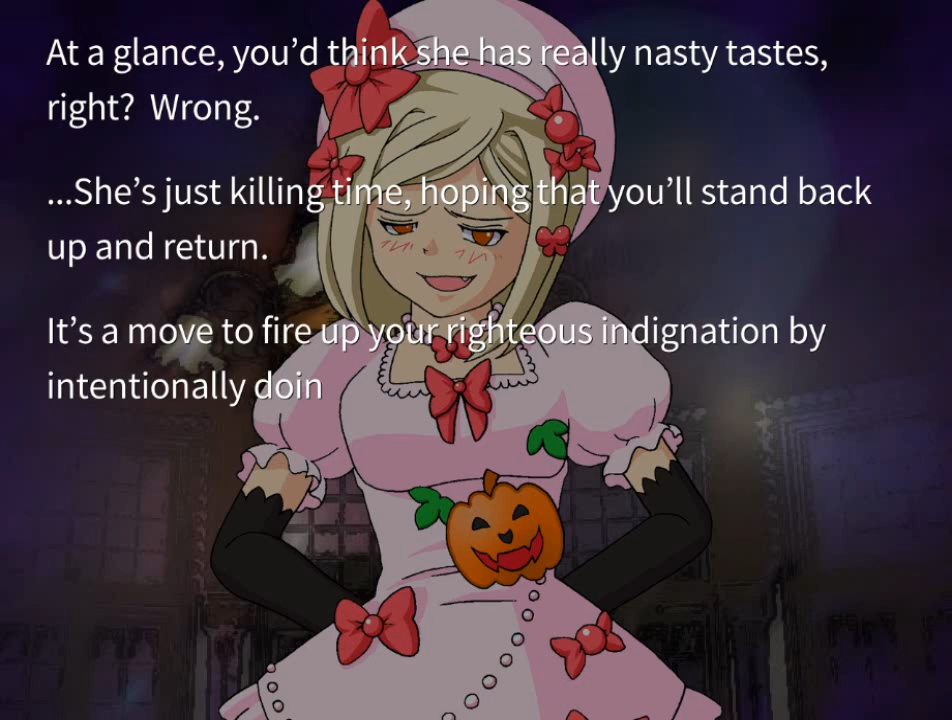 At a glance, you’d think she has really nasty tastes,
right?  Wrong.
...She’s just killing time, hoping that you’ll stand back
up and return.
It’s a move to fire up your righteous indignation by
intentionally doin